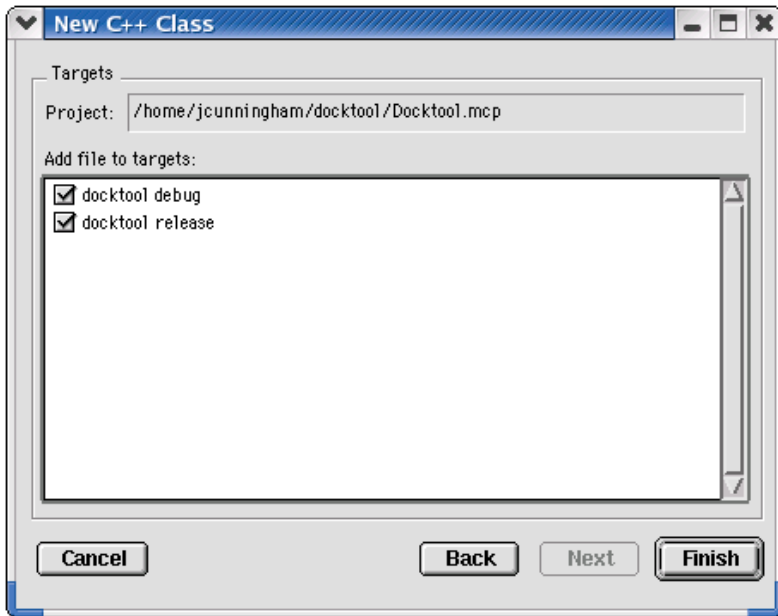 New C++ Class
Targets
Project: /home/jcunningham/docktool/Docktool.mcp
Add file to targets:
docktool debug
docktool release
Cancel Back Next Finish